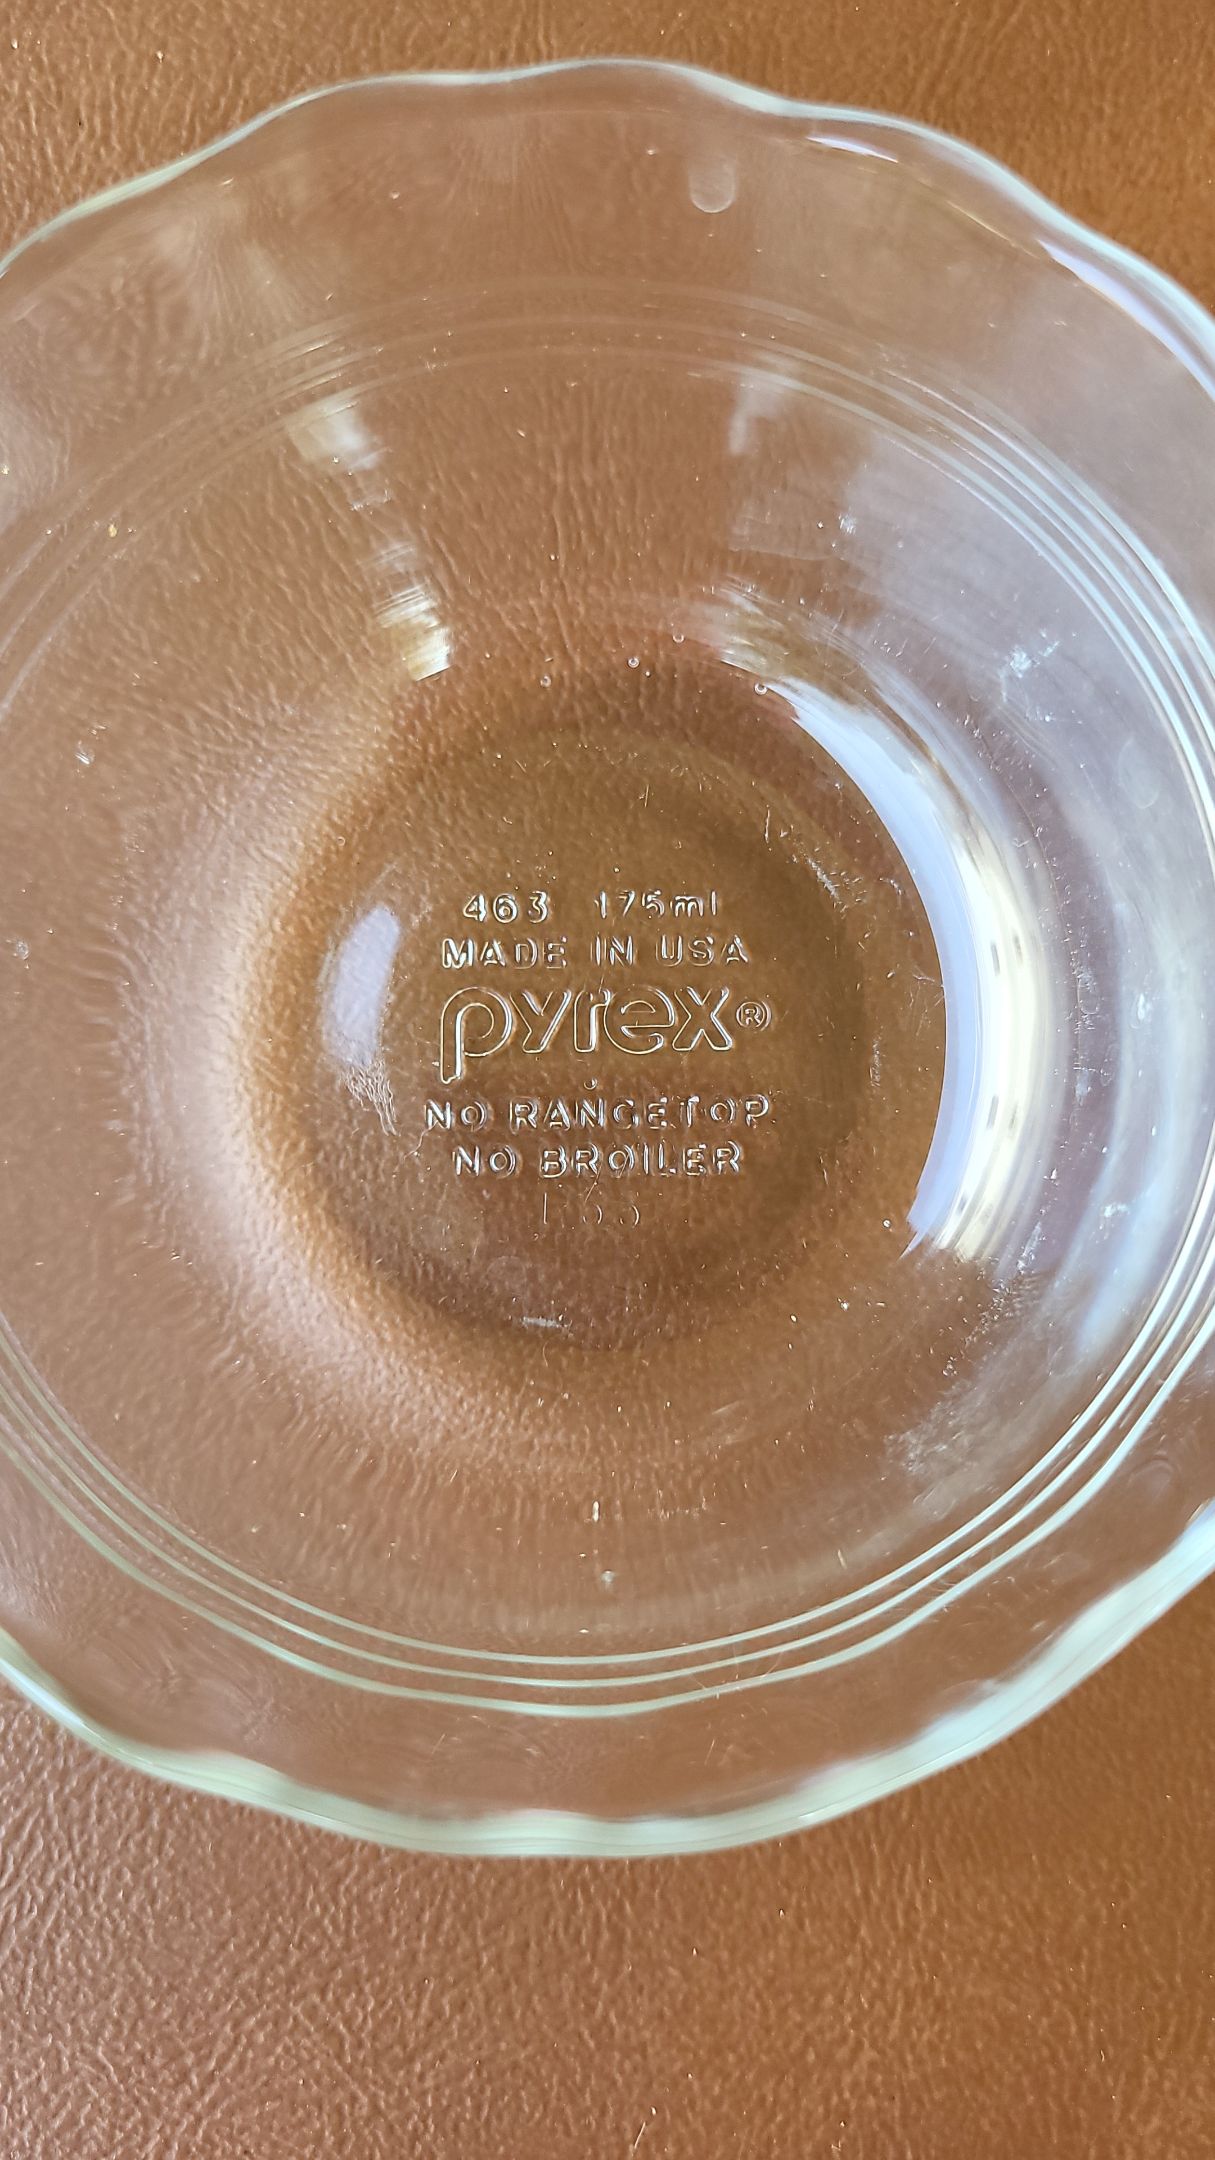 463 175ml
MADE IN USA
pyrex®
NO RANGETOP
NO BROILER